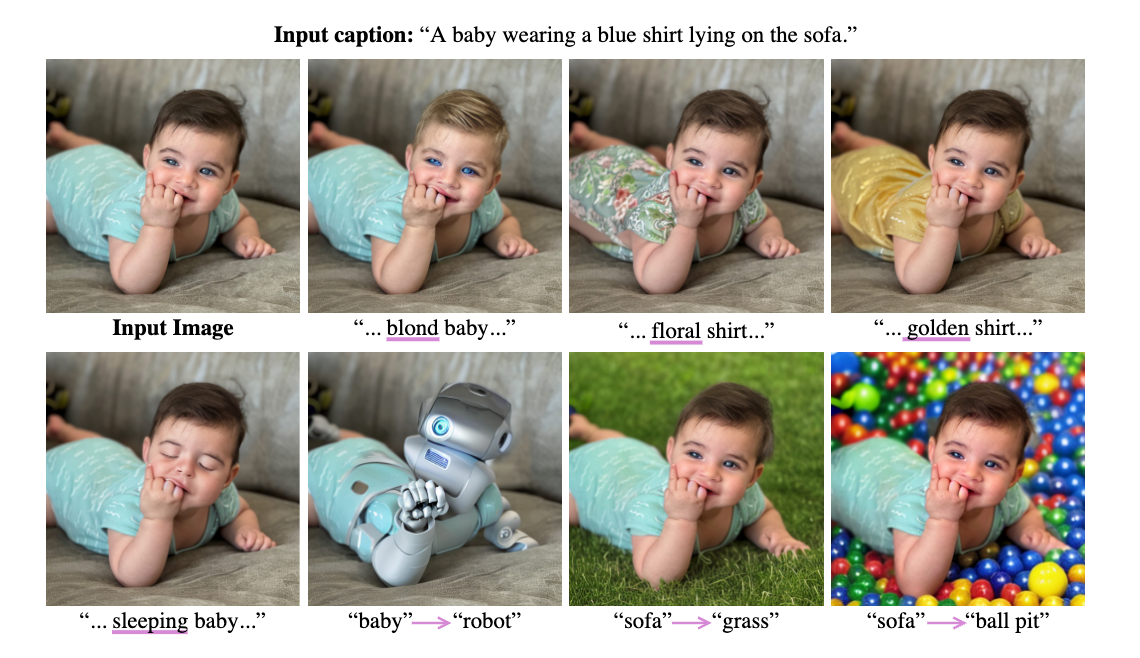 Input caption: “A baby wearing a blue shirt lying on the sofa.”
Input Image
“... blond baby...”
“... floral shirt...”
“... golden shirt...”
“... sleeping baby...”
“baby”⟶“robot”
“sofa”⟶“grass”
“sofa”⟶“ball pit”